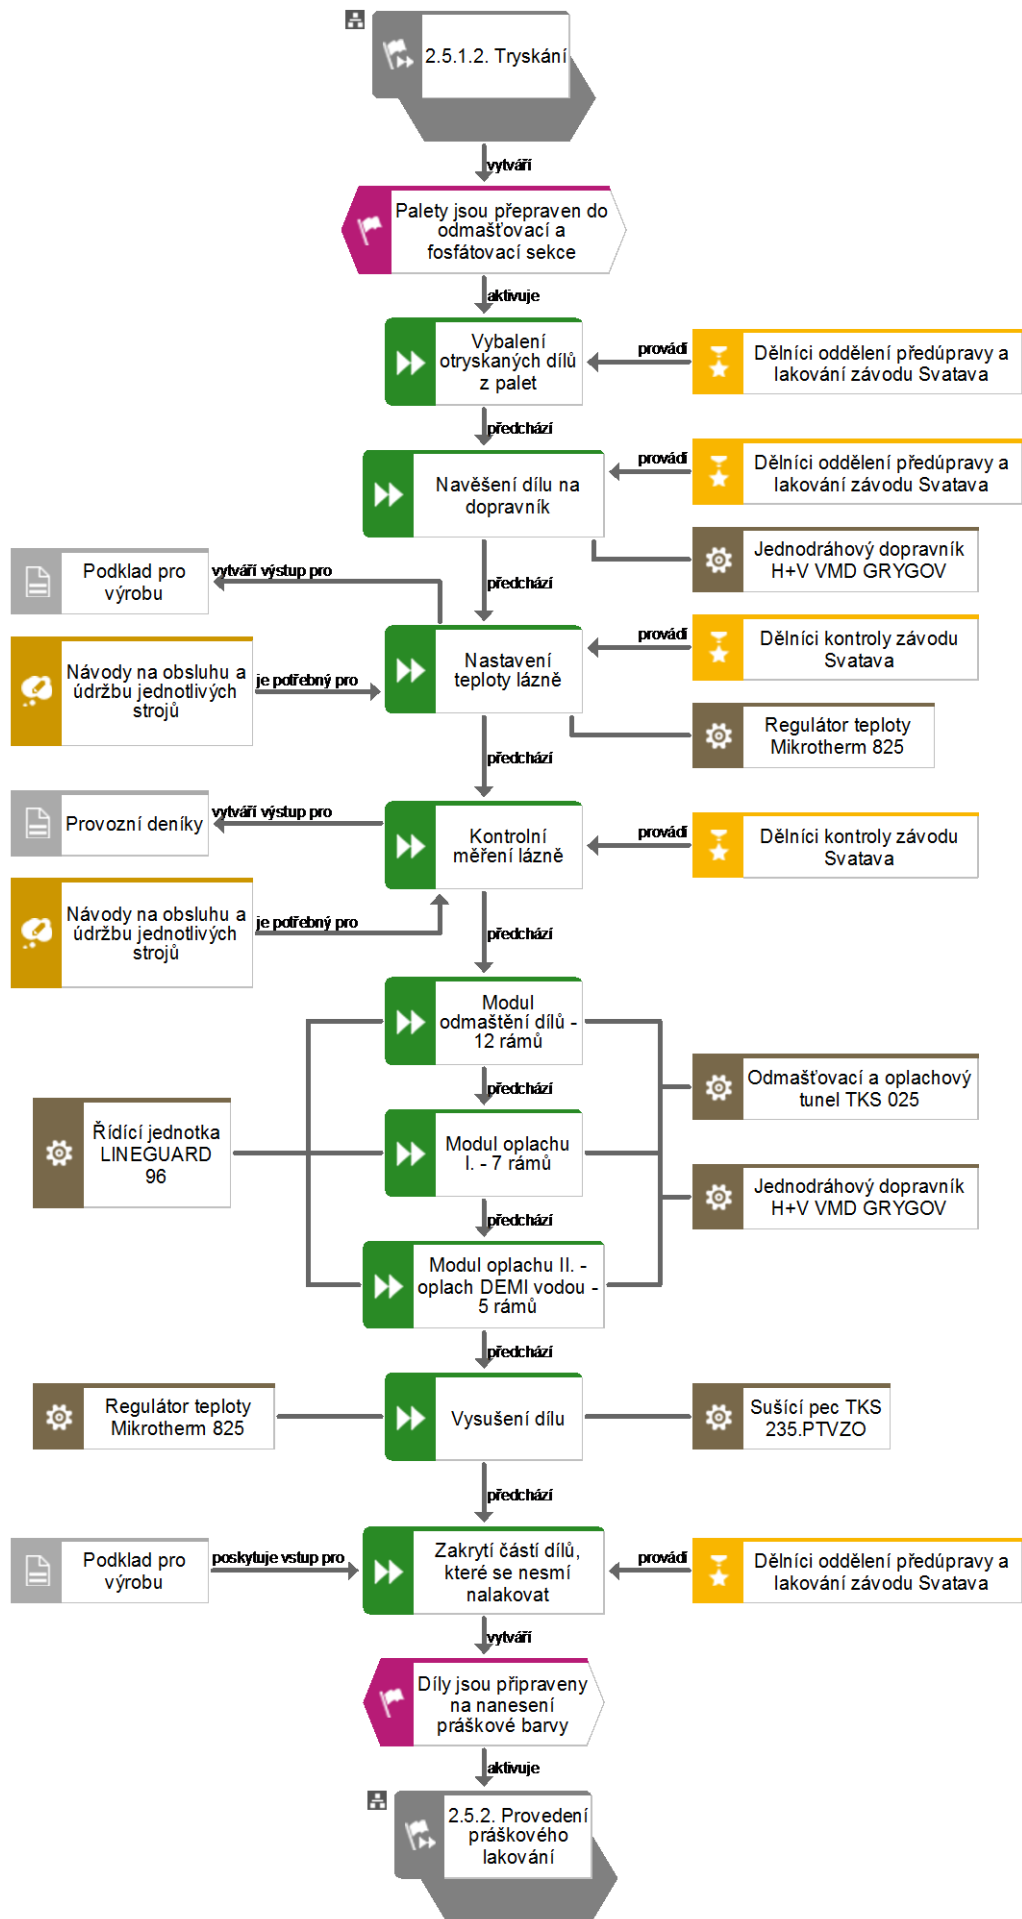 2.5.1.2. Tryskání
vytváří
Palety jsou přepraven do
odmašťovací a
fosfátovací sekce
aktivuje
Vybalení
otryskaných dílů
z palet
provádí
Dělníci oddělení předúpravy a
lakování závodu Svatava
předchází
Navěšení dílu na
dopravník
provádí
Dělníci oddělení předúpravy a
lakování závodu Svatava
Jednodráhový dopravník
H+V VMD GRYGOV
předchází
Podklad pro
výrobu
vytváří výstup pro
Návody na obsluhu a
údržbu jednotlivých
strojů
je potřebný pro
Nastavení
teploty lázně
provádí
Dělníci kontroly závodu
Svatava
Regulátor teploty
Mikrotherm 825
předchází
Provozní deníky
vytváří výstup pro
Kontrolní
měření lázně
provádí
Dělníci kontroly závodu
Svatava
Návody na obsluhu a
údržbu jednotlivých
strojů
je potřebný pro
předchází
Modul
odmaštění dílů -
12 rámů
předchází
Odmašťovací a oplachový
tunel TKS 025
Řídící jednotka
LINEGUARD
96
Modul oplachu
I. - 7 rámů
Jednodráhový dopravník
H+V VMD GRYGOV
předchází
Modul oplachu II. -
oplach DEMI vodou -
5 rámů
předchází
Regulátor teploty
Mikrotherm 825
Vysušení dílu
Sušící pec TKS
235.PTVZO
předchází
Podklad pro
výrobu
poskytuje vstup pro
Zakrytí částí dílů,
které se nesmí
nalakovat
provádí
Dělníci oddělení předúpravy a
lakování závodu Svatava
vytváří
Díly jsou připraveny
na nanesení
práškové barvy
aktivuje
2.5.2. Provedení
práškového
lakování